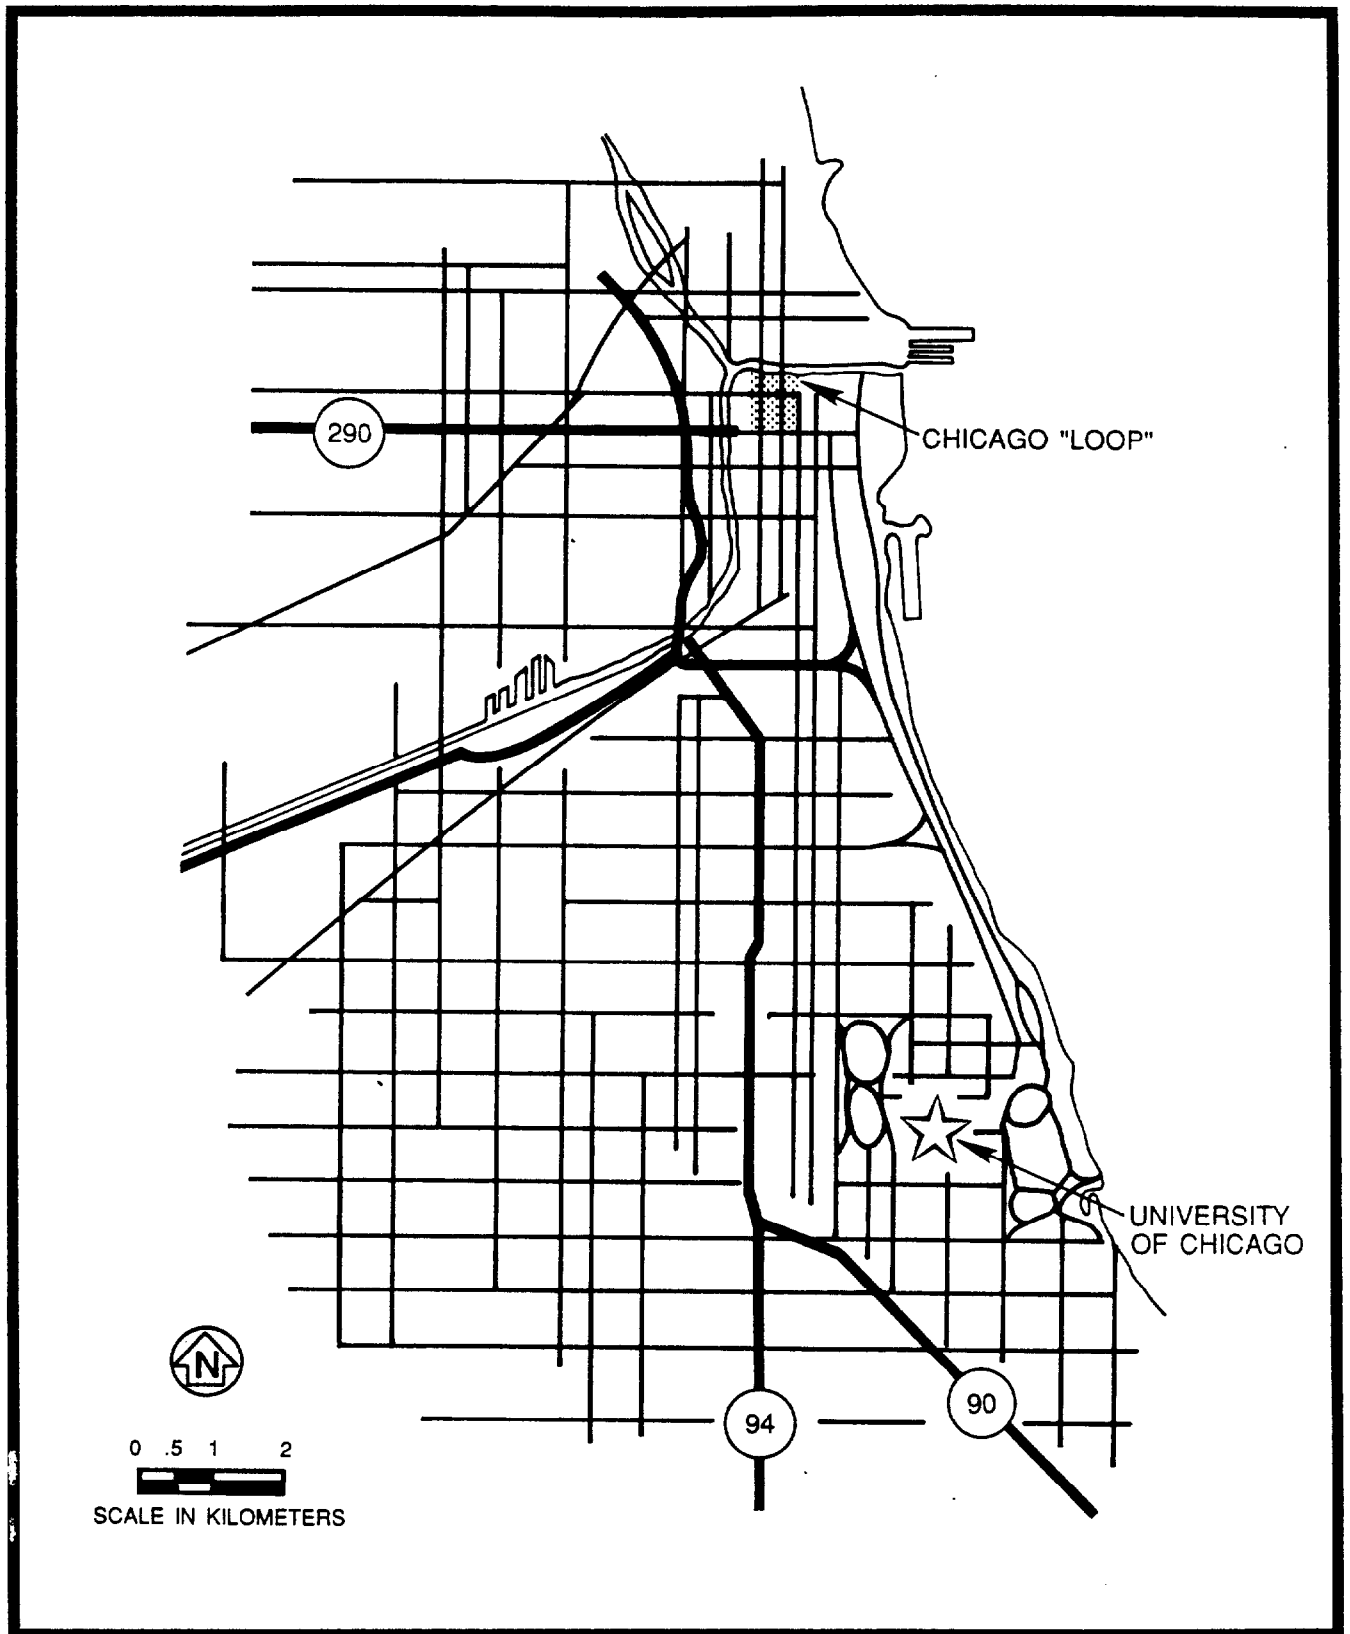 CHICAGO "LOOP"
290
UNIVERSITY
OF CHICAGO
N
94
90
0 .5 1 2
SCALE IN KILOMETERS